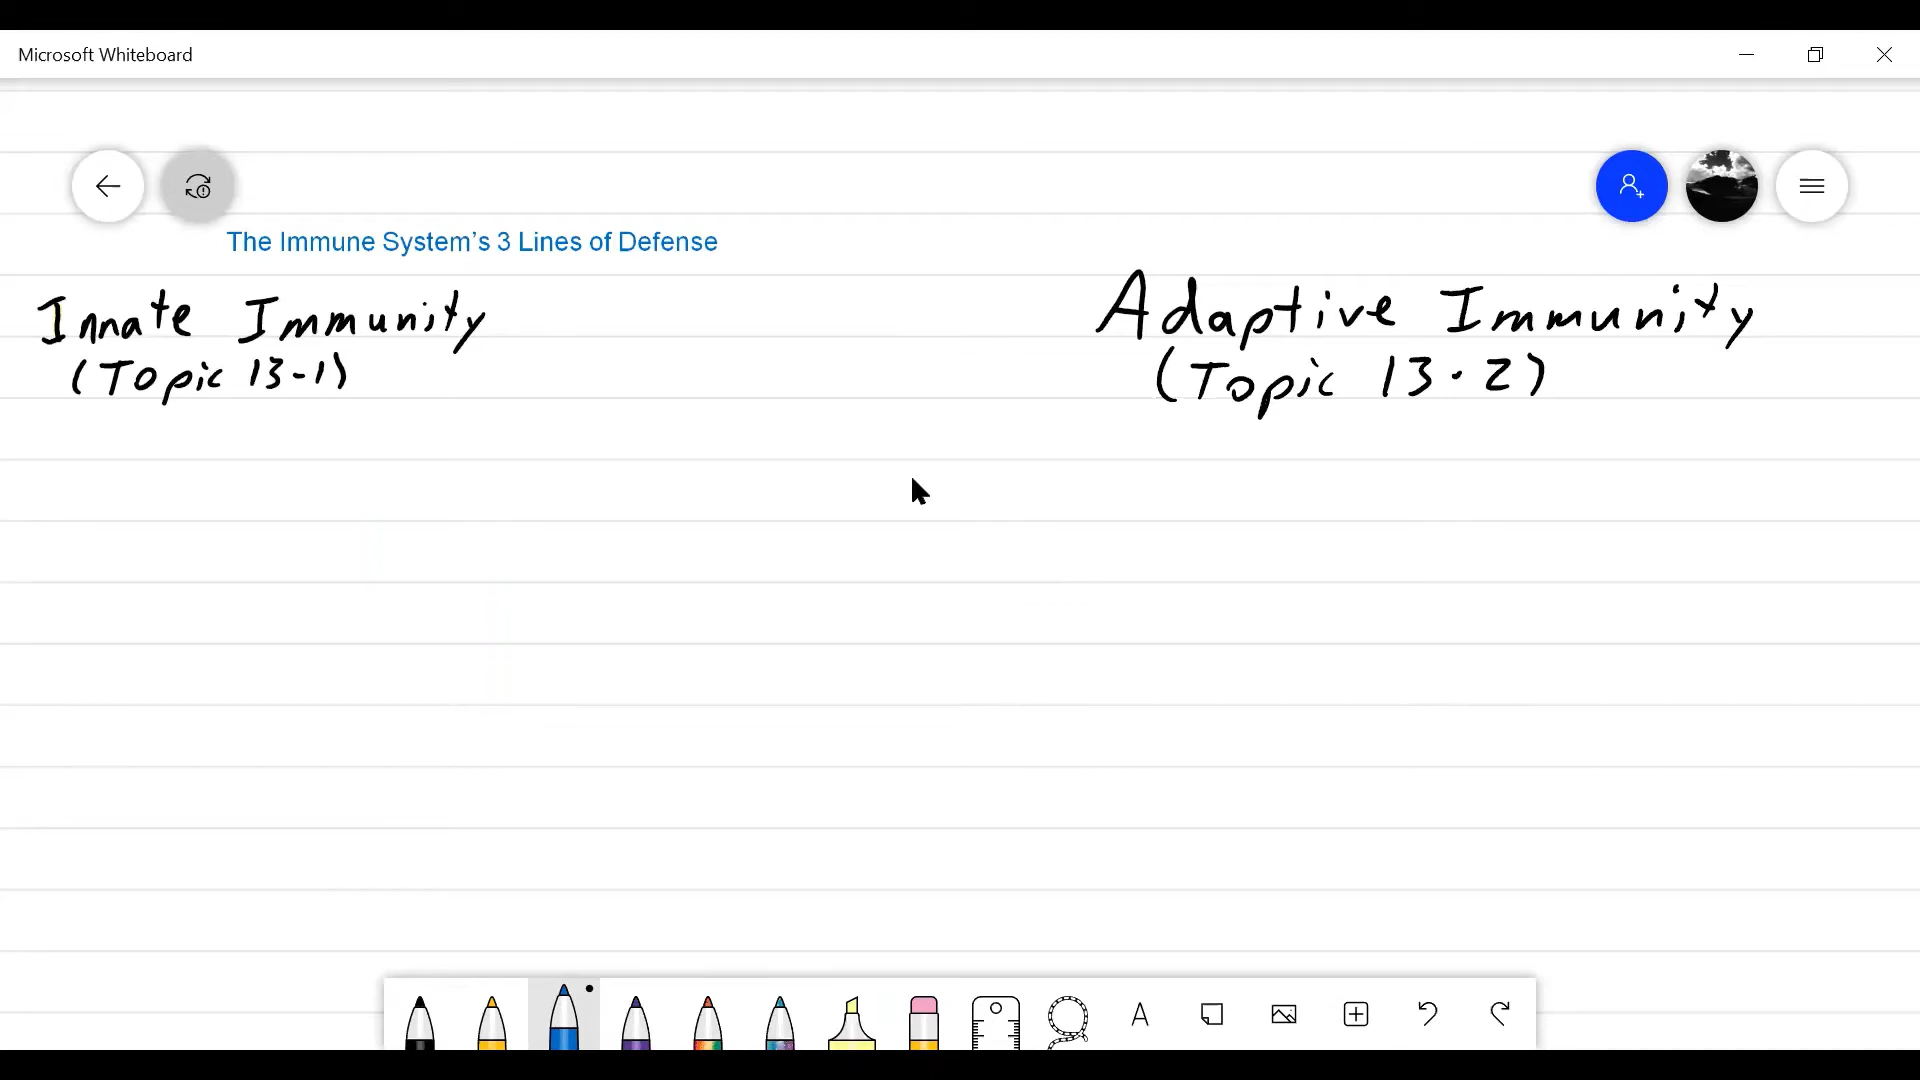 Microsoft Whiteboard
The Immune System's 3 Lines of Defense
Innate Immunity
(Topic 13-1)
Adaptive Immunity
(Topic 13.2)